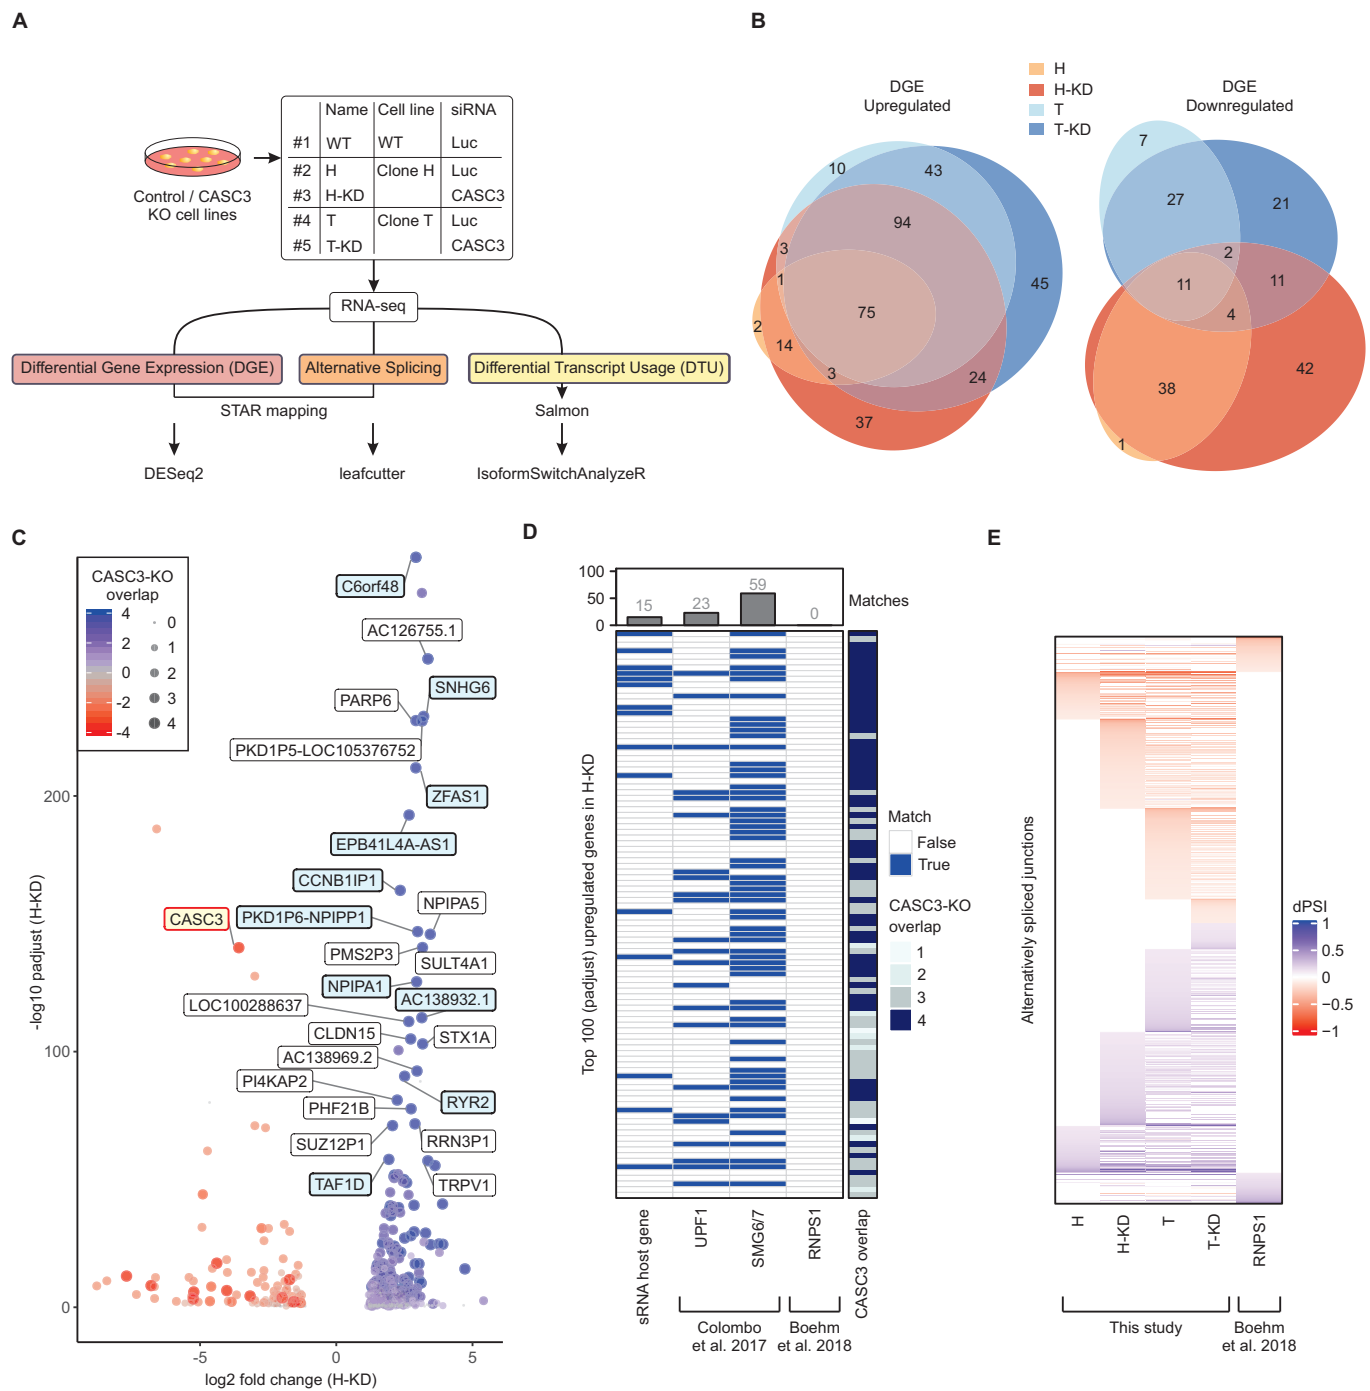 A
Name Cell line siRNA
#1 WT WT Luc
#2 H Clone H Luc
#3 H-KD CASC3
#4 T Clone T Luc
#5 T-KD CASC3
Control / CASC3
KO cell lines
RNA-seq
Differential Gene Expression (DGE)
Alternative Splicing
Differential Transcript Usage (DTU)
STAR mapping
Salmon
DESeq2
leafcutter
IsoformSwitchAnalyzeR
B
DGE
Upregulated
H
H-KD
T
T-KD
DGE
Downregulated
10
43
94
3
1
45
75
2
14
3
24
37
7
27
21
2
11
11
4
42
38
1
C
CASC3-KO
overlap
4
2
0
-2
-4
0
1
2
3
4
C6orf48
AC126755.1
SNHG6
PARP6
PKD1P5-LOC105376752
ZFAS1
EPB41L4A-AS1
CCNB1IP1
NPIPA5
CASC3
PKD1P6-NPIPP1
PMS2P3
SULT4A1
NPIPA1
AC138932.1
LOC100288637
CLDN15
STX1A
AC138969.2
PI4KAP2
RYR2
PHF21B
SUZ12P1
RRN3P1
TAF1D
TRPV1
200
100
0
-log10 padjust (H-KD)
-5
0
5
log2 fold change (H-KD)
D
100
50
0
15
23
59
0
Matches
Top 100 (padjust) upregulated genes in H-KD
Match
False
True
CASC3-KO
overlap
1
2
3
4
sRNA host gene
UPF1
SMG6/7
RNPS1
CASC3 overlap
Colombo
et al. 2017
Boehm
et al. 2018
E
Alternatively spliced junctions
dPSI
1
0.5
0
−0.5
−1
H
H-KD
T
T-KD
RNPS1
This study
Boehm
et al. 2018